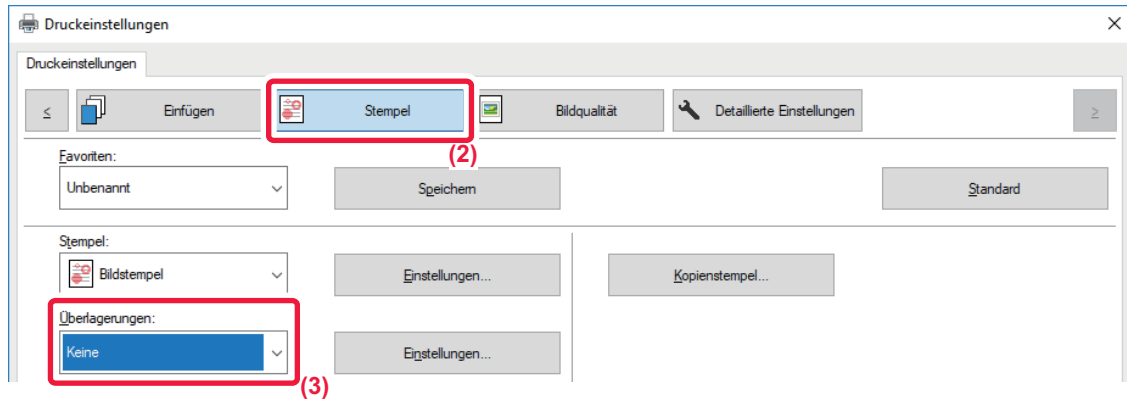 Druckeinstellungen
Druckeinstellungen
< Einfügen Stempel Bildqualität Detaillierte Einstellungen >
(2)
Favoriten:
Unbenannt Speichern Standard
Stempel:
Bildstempel Einstellungen... Kopienstempel...
Überlagerungen:
Keine Einstellungen...
(3)